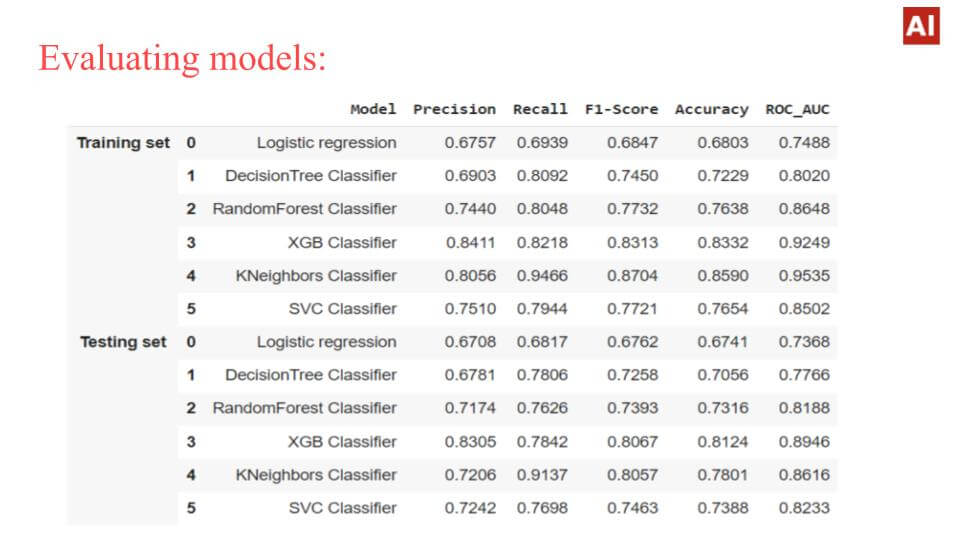 AI
Evaluating models:
Model Precision Recall F1-Score Accuracy ROC_AUC
Training set 0 Logistic regression 0.6757 0.6939 0.6847 0.6803 0.7488
1 DecisionTree Classifier 0.6903 0.8092 0.7450 0.7229 0.8020
2 RandomForest Classifier 0.7440 0.8048 0.7732 0.7638 0.8648
3 XGB Classifier 0.8411 0.8218 0.8313 0.8332 0.9249
4 KNeighbors Classifier 0.8056 0.9466 0.8704 0.8590 0.9535
5 SVC Classifier 0.7510 0.7944 0.7721 0.7654 0.8502
Testing set 0 Logistic regression 0.6708 0.6817 0.6762 0.6741 0.7368
1 DecisionTree Classifier 0.6781 0.7806 0.7258 0.7056 0.7766
2 RandomForest Classifier 0.7174 0.7626 0.7393 0.7316 0.8188
3 XGB Classifier 0.8305 0.7842 0.8067 0.8124 0.8946
4 KNeighbors Classifier 0.7206 0.9137 0.8057 0.7801 0.8616
5 SVC Classifier 0.7242 0.7698 0.7463 0.7388 0.8233